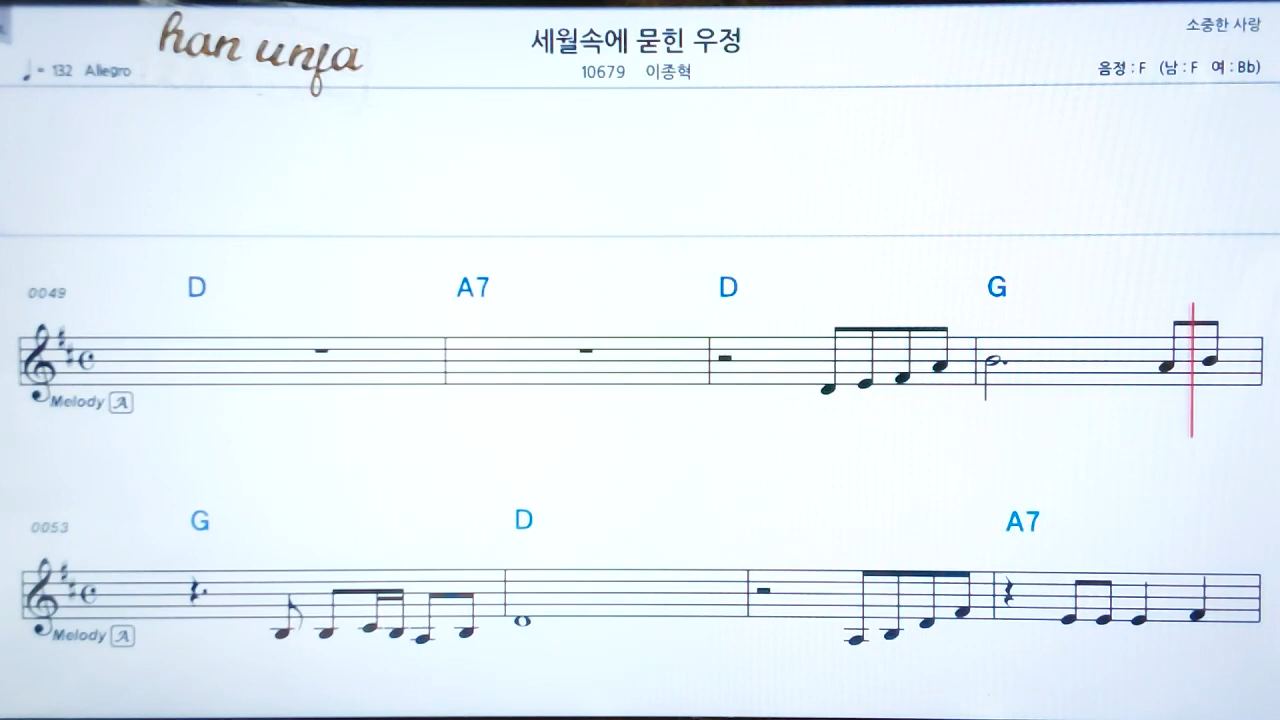 han unfa
세월속에 묻힌 우정
소중한 사랑
♩= 132 Allegro
10679 이종혁
음정 : F (남 : F 여 : Bb)
D A7 D G
0049
Melody A
G D A7
0053
Melody A